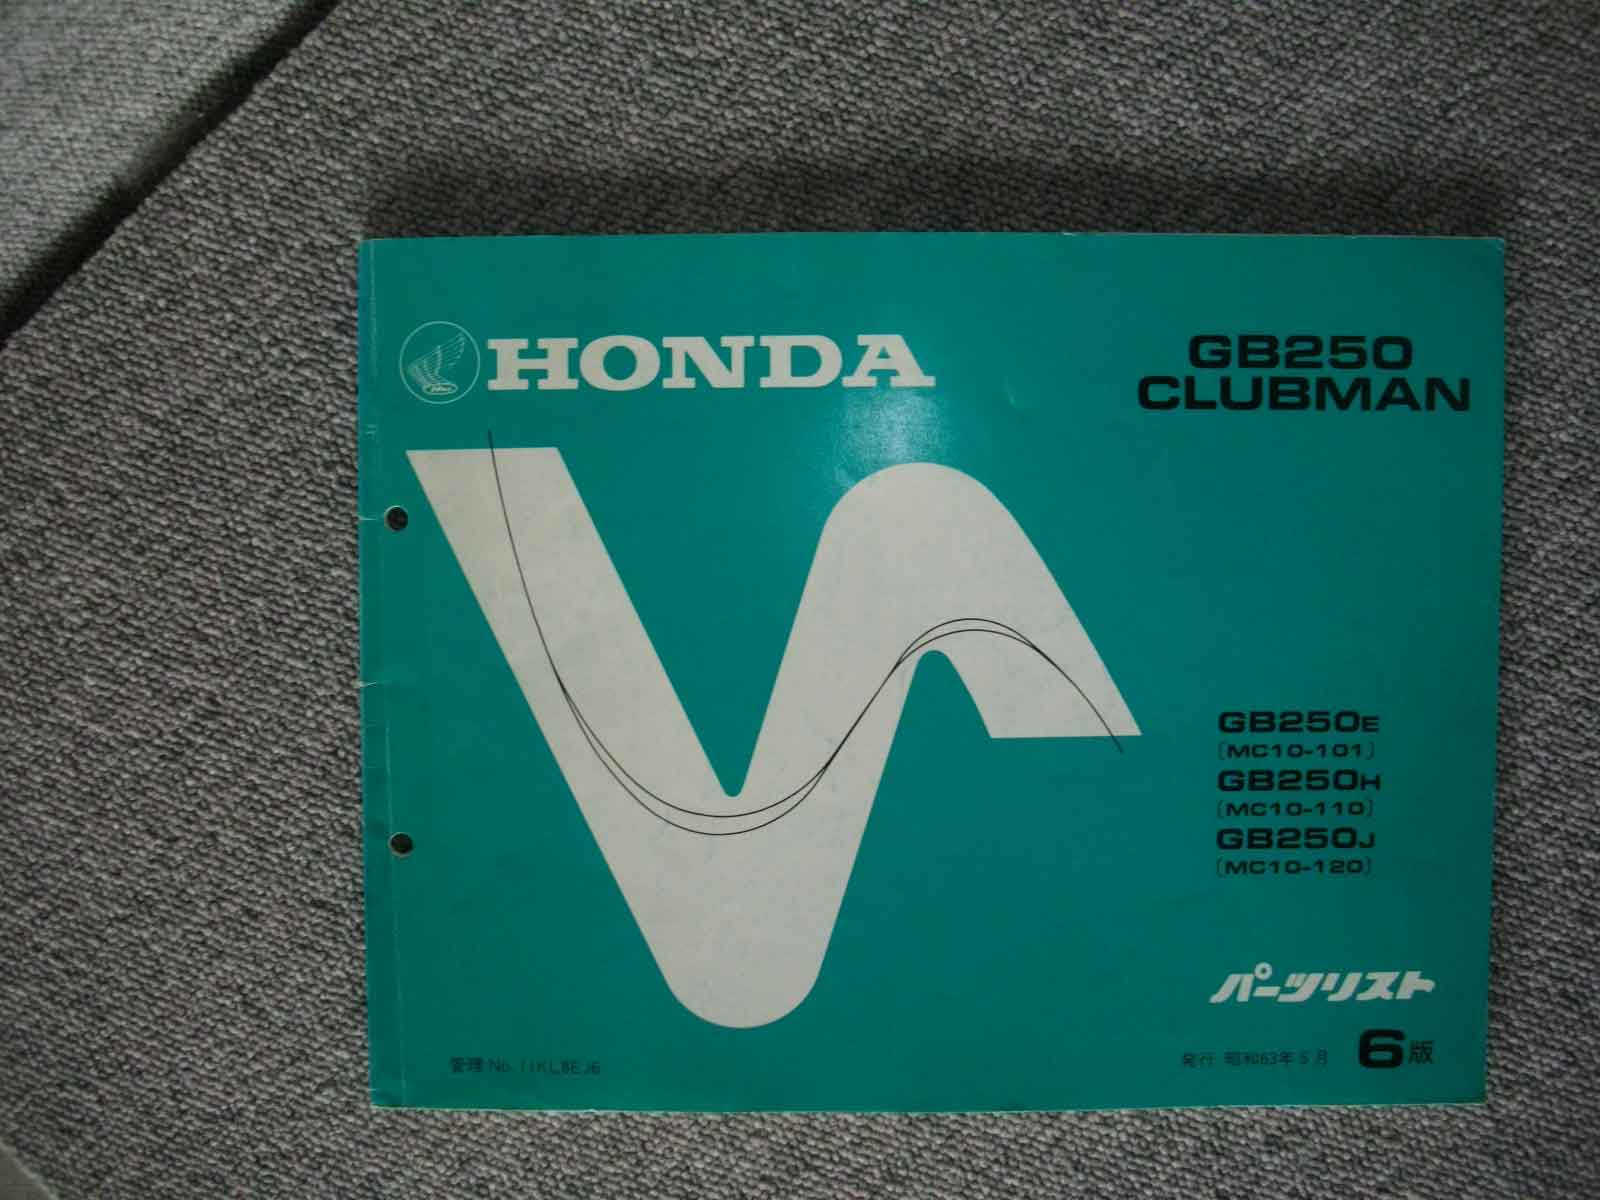 HONDA
GB250
CLUBMAN
GB250E
(MC10-101)
GB250H
(MC10-110)
GB250J
(MC10-120)
パーツリスト
管理 No. 11KL8EJ6
発行 昭和63年5月 6版